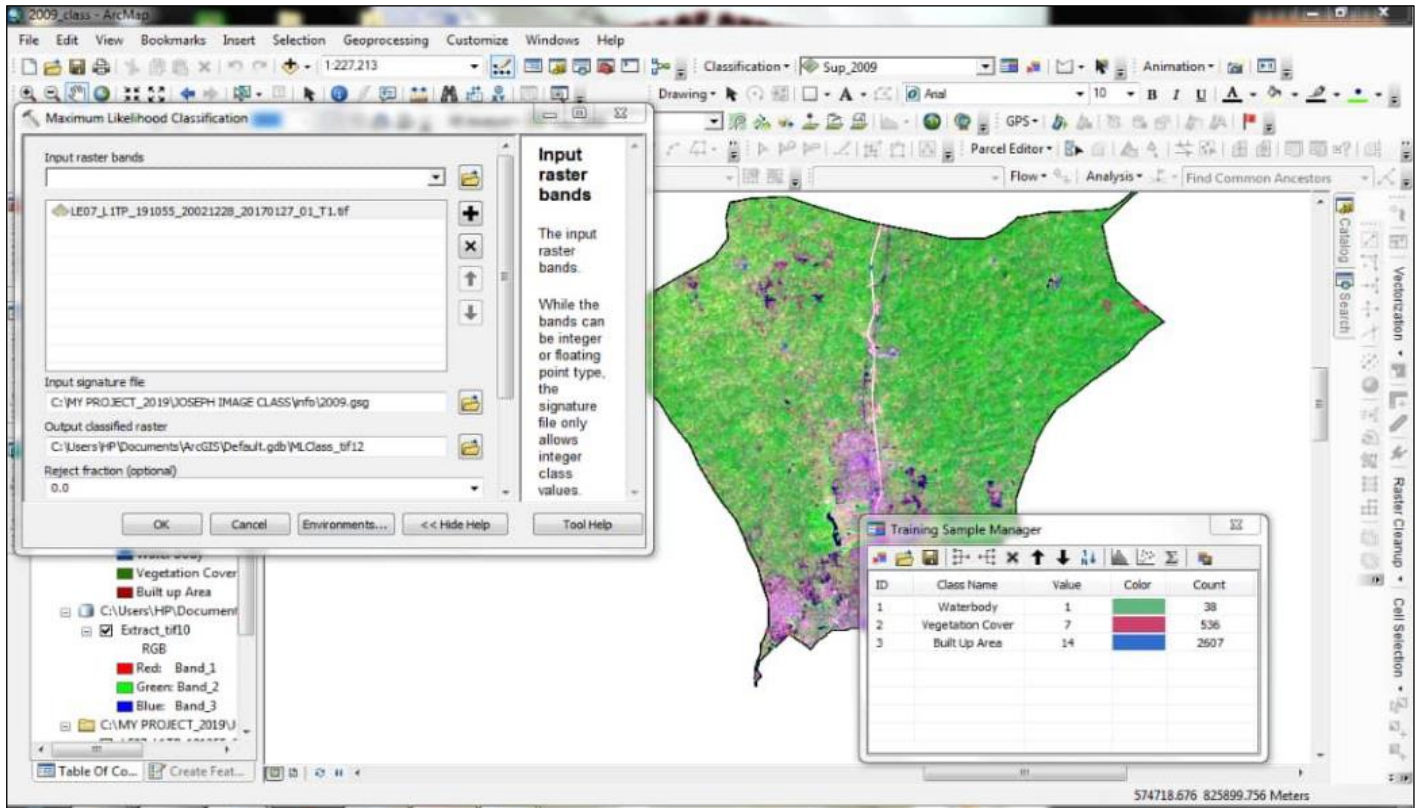 2009_class - ArcMap
File Edit View Bookmarks Insert Selection Geoprocessing Customize Windows Help
1:227,213
Classification
Sup_2009
Animation
Drawing
A
Arial
10
B I U A
GPS
Parcel Editor
Flow
Analysis
Find Common Ancestors
Maximum Likelihood Classification
Input raster bands
LE07_L1TP_191055_20021228_20170127_01_T1.tif
Input signature file
C:\MY PROJECT_2019\JOSEPH IMAGE CLASS\info\2009.gsg
Output classified raster
C:\Users\HP\Documents\ArcGIS\Default.gdb\MLClass_tif12
Reject fraction (optional)
0.0
OK Cancel Environments... << Hide Help Tool Help
Input
raster
bands
The input
raster
bands.
While the
bands can
be integer
or floating
point type,
the
signature
file only
allows
integer
class
values.
Vegetation Cover
Built up Area
C:\Users\HP\Document
Extract_tif10
RGB
Red: Band_1
Green: Band_2
Blue: Band_3
C:\MY PROJECT_2019\J
Table Of Co... Create Feat...
Training Sample Manager
ID Class Name Value Color Count
1 Waterbody 1 38
2 Vegetation Cover 7 536
3 Built Up Area 14 2607
Catalog
Search
Vectorization
Raster Cleanup
Cell Selection
574718.676 825899.756 Meters